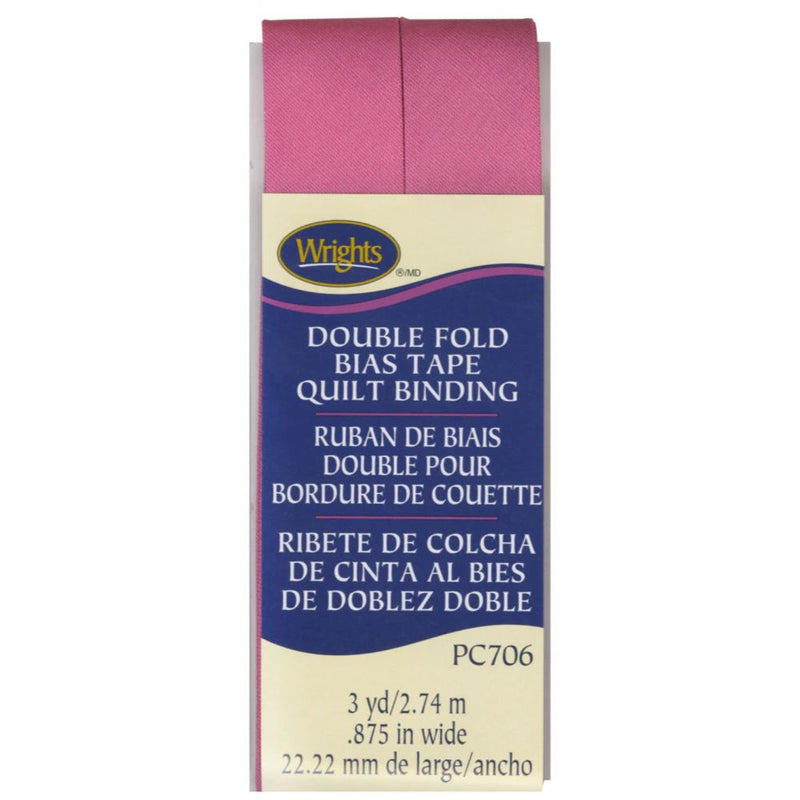 Wrights
®/MD
DOUBLE FOLD
BIAS TAPE
QUILT BINDING
RUBAN DE BIAIS
DOUBLE POUR
BORDURE DE COUETTE
RIBETE DE COLCHA
DE CINTA AL BIES
DE DOBLEZ DOBLE
PC706
3 yd/2.74 m
.875 in wide
22.22 mm de large/ancho